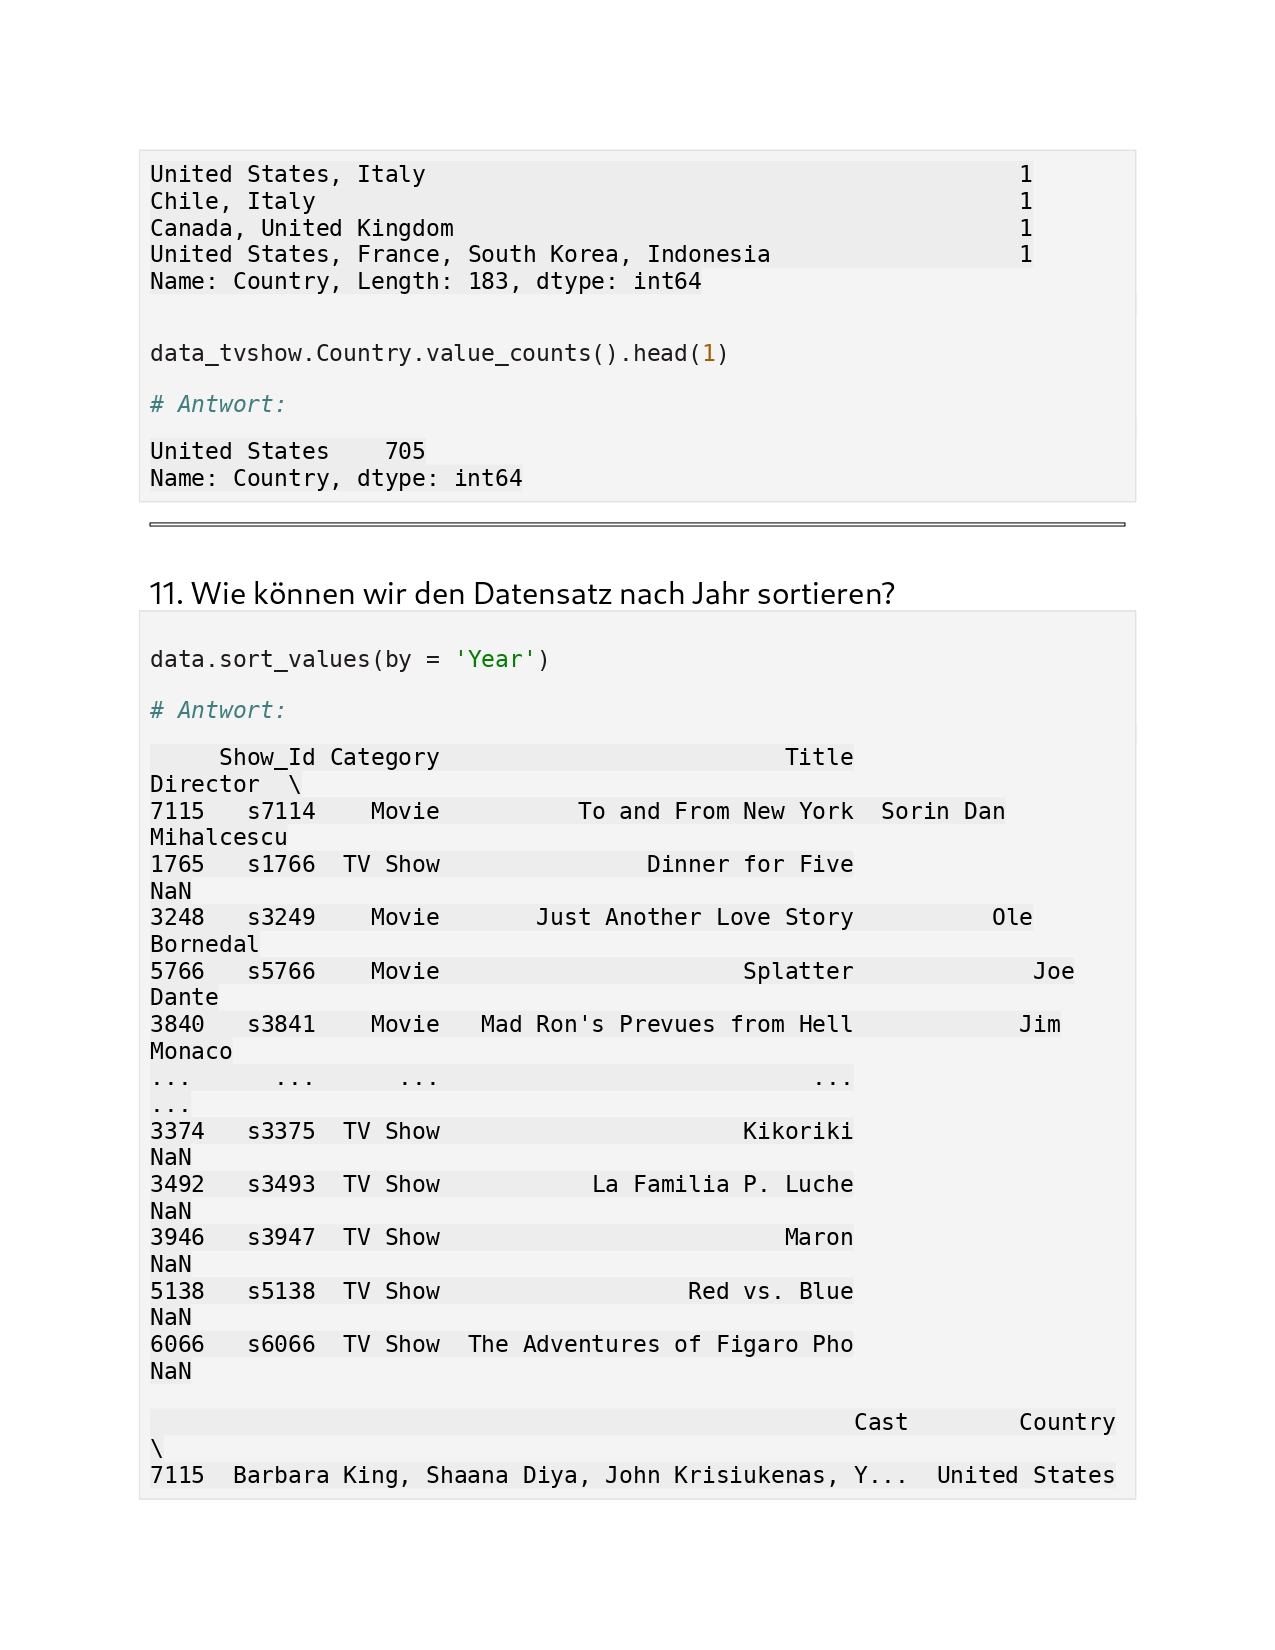 United States, Italy                                           1
Chile, Italy                                                   1
Canada, United Kingdom                                         1
United States, France, South Korea, Indonesia                  1
Name: Country, Length: 183, dtype: int64
data_tvshow.Country.value_counts().head(1)
# Antwort:
United States    705
Name: Country, dtype: int64
11. Wie können wir den Datensatz nach Jahr sortieren?
data.sort_values(by = 'Year')
# Antwort:
     Show_Id Category                         Title
Director  \
7115   s7114    Movie          To and From New York  Sorin Dan
Mihalcescu
1765   s1766  TV Show               Dinner for Five
NaN
3248   s3249    Movie       Just Another Love Story          Ole
Bornedal
5766   s5766    Movie                      Splatter             Joe
Dante
3840   s3841    Movie   Mad Ron's Prevues from Hell            Jim
Monaco
...      ...      ...                           ...
...
3374   s3375  TV Show                      Kikoriki
NaN
3492   s3493  TV Show           La Familia P. Luche
NaN
3946   s3947  TV Show                         Maron
NaN
5138   s5138  TV Show                  Red vs. Blue
NaN
6066   s6066  TV Show  The Adventures of Figaro Pho
NaN
                                                   Cast        Country
\
7115  Barbara King, Shaana Diya, John Krisiukenas, Y...  United States